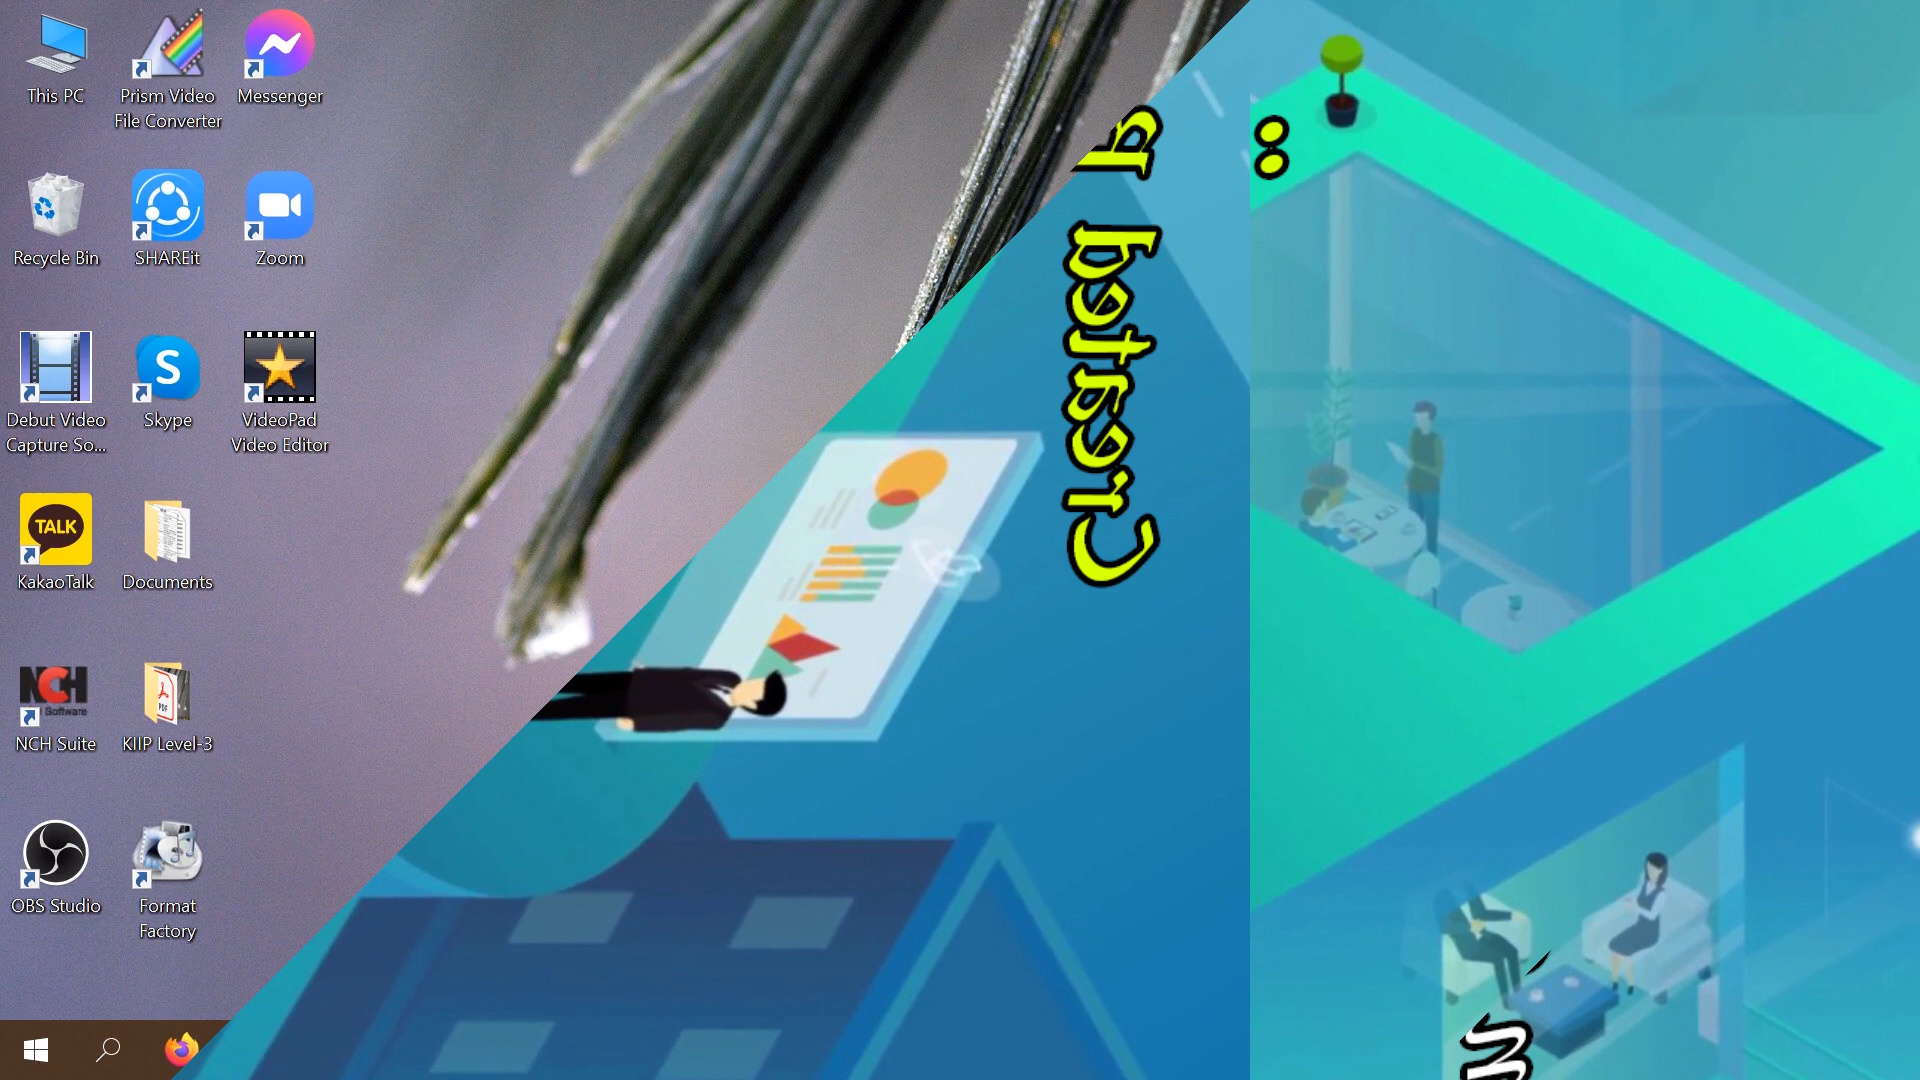 This PC
Prism Video
File Converter
Messenger
Recycle Bin
SHAREit
Zoom
Debut Video
Capture So...
S
Skype
VideoPad
Video Editor
TALK
KakaoTalk
Documents
NCH
Software
NCH Suite
PDF
KIIP Level-3
OBS Studio
Format
Factory
Created
: